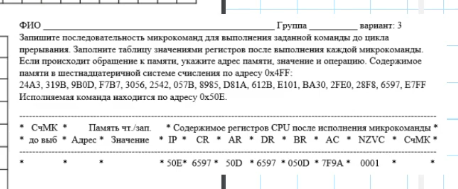 ФИО ______________________ Группа __________ вариант: 3
Запишите последовательность микрокоманд для выполнения заданной команды до цикла
прерывания. Заполните таблицу значениями регистров после выполнения каждой микрокоманды.
Если происходит обращение к памяти, укажите адрес памяти, значение и операцию. Содержимое
памяти в шестнадцатеричной системе счисления по адресу 0x4FF:
24A3, 319B, 9B0D, F7B7, 3056, 2542, 057B, 8985, D81A, 612B, E101, BA30, 2FE0, 28F8, 6597, E7FF
Исполняемая команда находится по адресу 0x50E.
* СчМК * Память чт./зап. * Содержимое регистров CPU после выполнения микрокоманды *
* до выб * Адрес * Значение * IP * CR * AR * DR * BR * AC * NZVC * СчМК *
* * * * 50E* 6597 * 50D * 6597 * 050D * 7F9A * 0001 * *